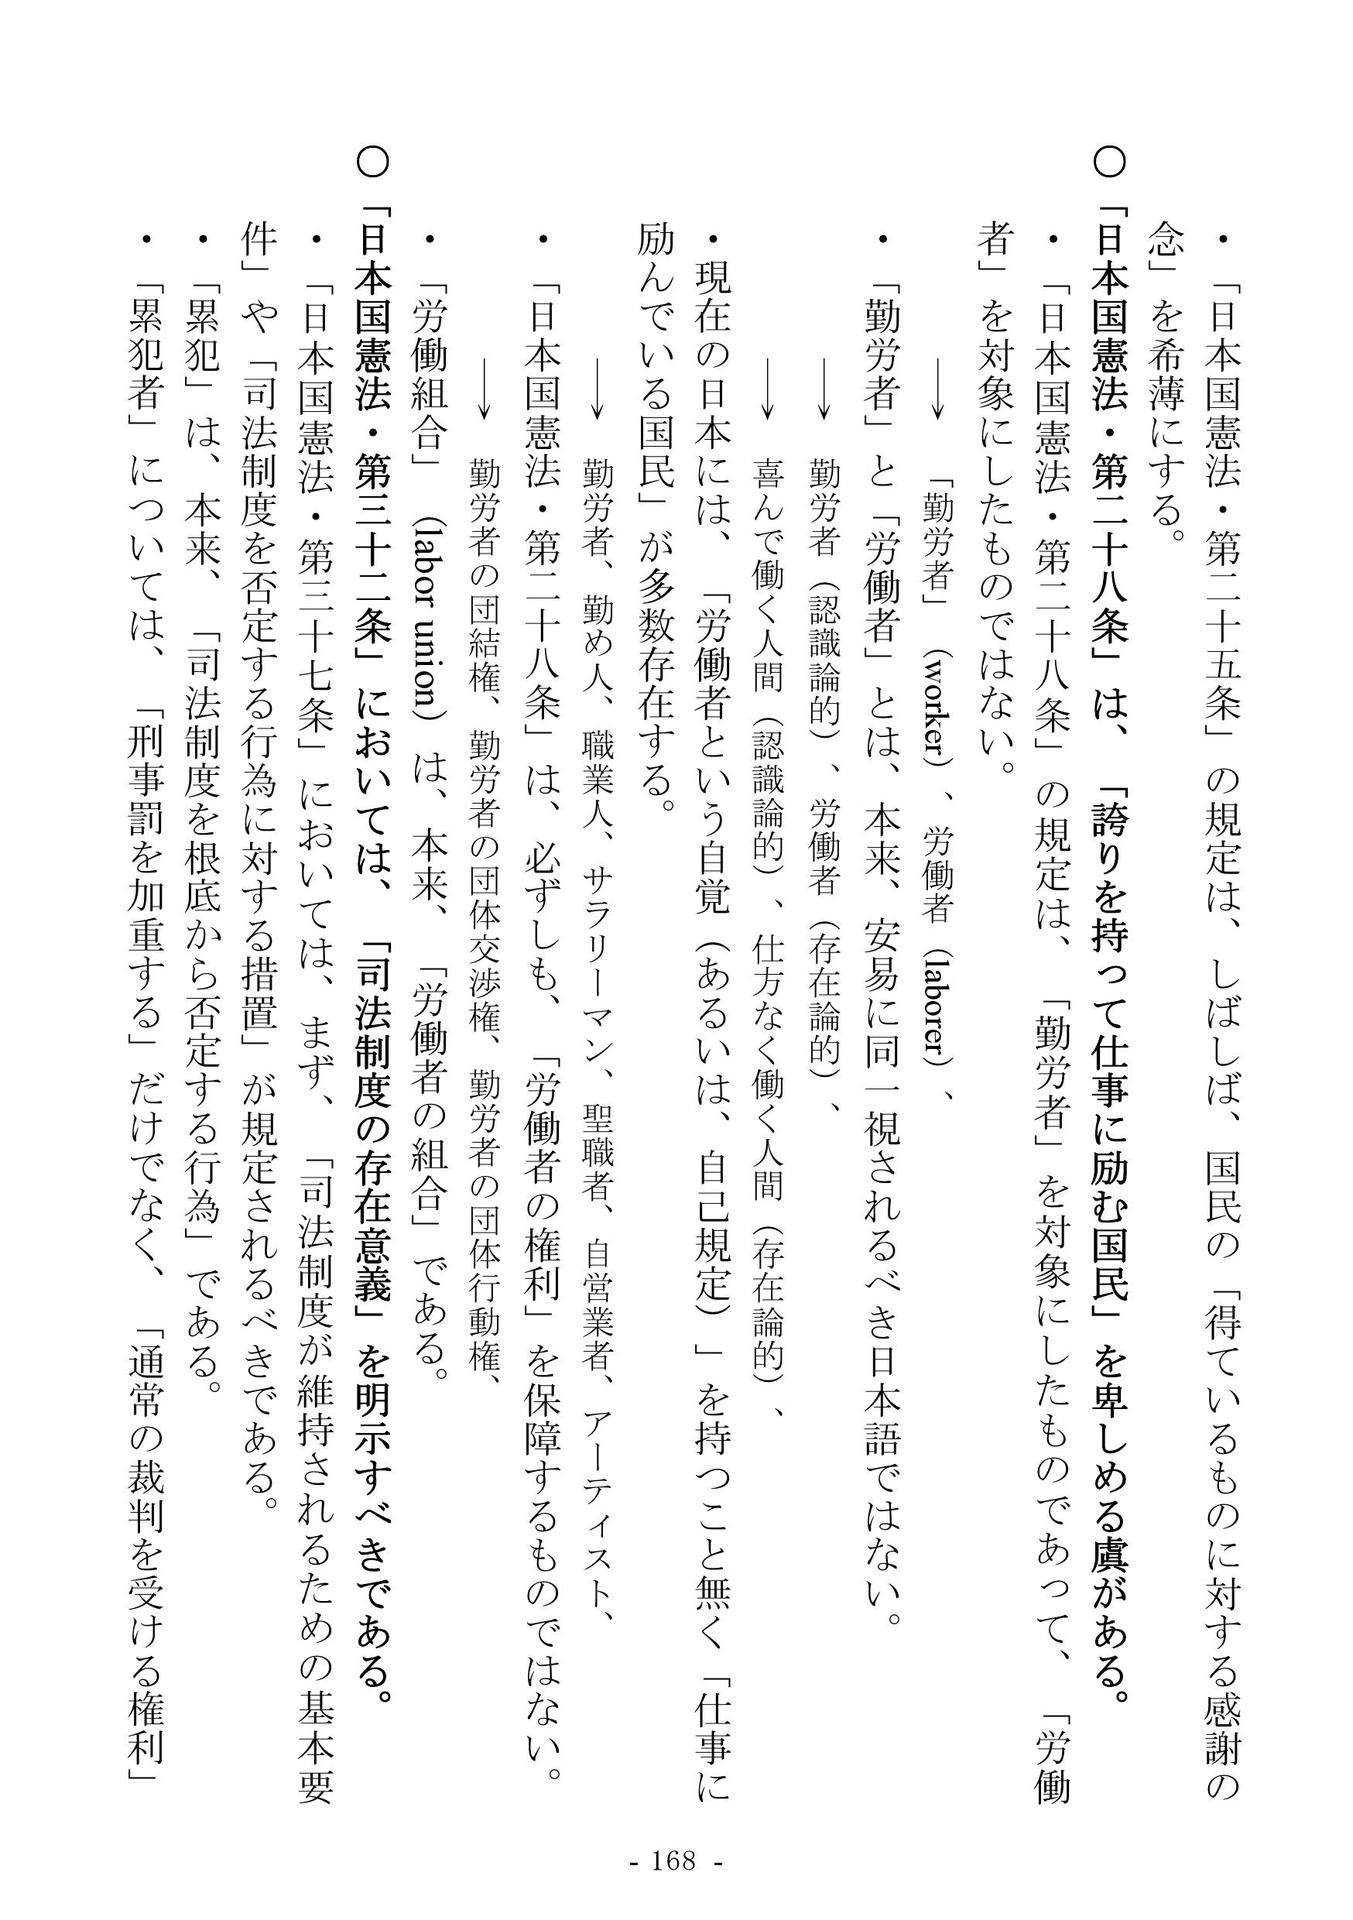 ・「日本国憲法・第二十五条」の規定は、しばしば、国民の「得ているものに対する感謝の
念」を希薄にする。
〇「日本国憲法・第二十八条」は、「誇りを持って仕事に励む国民」を卑しめる虞がある。
・「日本国憲法・第二十八条」の規定は、「勤労者」を対象にしたものであって、「労働
者」を対象にしたものではない。
→「勤労者」（worker）、労働者（laborer）、
・「勤労者」と「労働者」とは、本来、安易に同一視されるべき日本語ではない。
→ 勤労者（認識論的）、労働者（存在論的）、
→ 喜んで働く人間（認識論的）、仕方なく働く人間（存在論的）、
・現在の日本には、「労働者という自覚（あるいは、自己規定）」を持つこと無く「仕事に
励んでいる国民」が多数存在する。
→ 勤労者、勤め人、職業人、サラリーマン、聖職者、自営業者、アーティスト、
・「日本国憲法・第二十八条」は、必ずしも、「労働者の権利」を保障するものではない。
→ 勤労者の団結権、勤労者の団体交渉権、勤労者の団体行動権、
・「労働組合」（labor union）は、本来、「労働者の組合」である。
〇「日本国憲法・第三十二条」においては、「司法制度の存在意義」を明示すべきである。
・「日本国憲法・第三十七条」においては、まず、「司法制度が維持されるための基本要
件」や「司法制度を否定する行為に対する措置」が規定されるべきである。
・「累犯」は、本来、「司法制度を根底から否定する行為」である。
・「累犯者」については、「刑事罰を加重する」だけでなく、「通常の裁判を受ける権利」
- 168 -